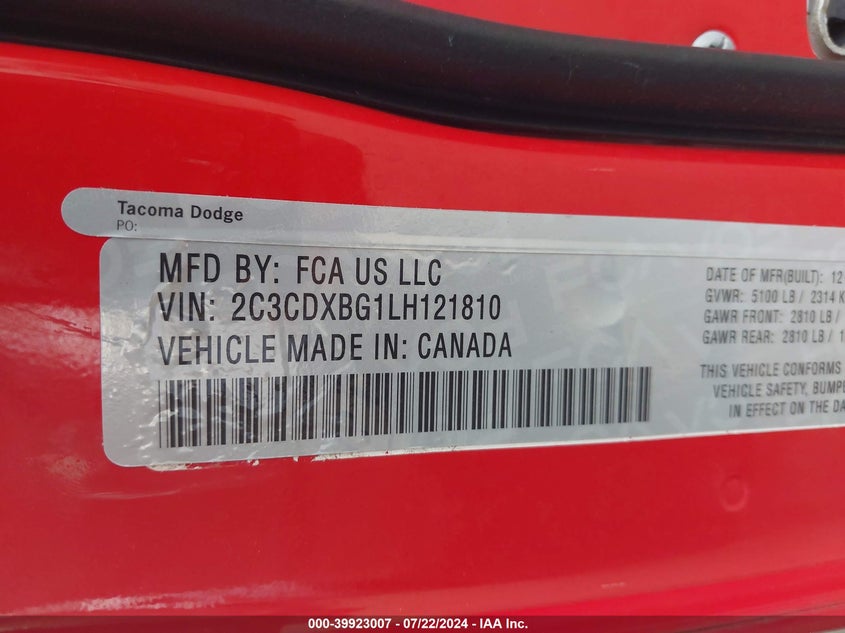 Tacoma Dodge
PO:
MFD BY: FCA US LLC
VIN: 2C3CDXBG1LH121810
VEHICLE MADE IN: CANADA
DATE OF MFR(BUILT): 12
GVWR: 5100 LB / 2314 K
GAWR FRONT: 2810 LB /
GAWR REAR: 2810 LB / 1
THIS VEHICLE CONFORMS
VEHICLE SAFETY, BUMPE
IN EFFECT ON THE DA
000-39923007 - 07/22/2024 - IAA Inc.